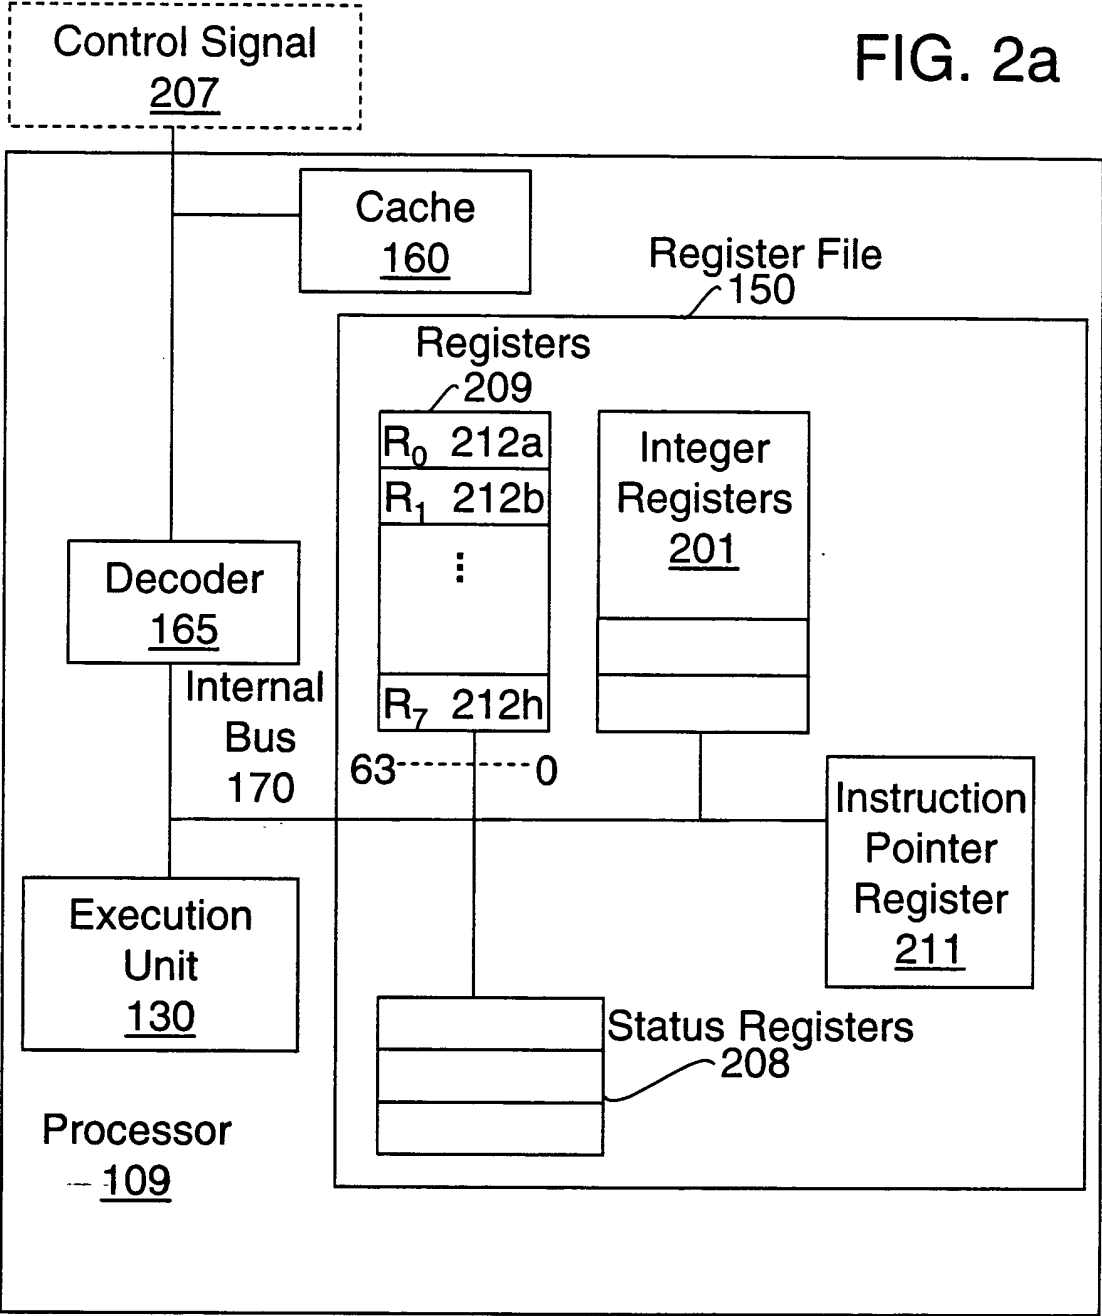 Control Signal
207
FIG. 2a
Cache
160
Register File
150
Registers
209
R0 212a
R1 212b
⋮
R7 212h
63 0
Integer
Registers
201
Decoder
165
Internal
Bus
170
Instruction
Pointer
Register
211
Execution
Unit
130
Status Registers
208
Processor
109